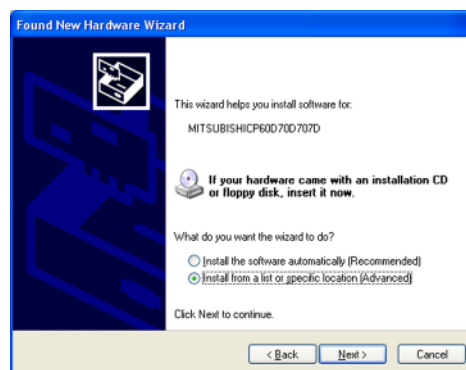 Found New Hardware Wizard
This wizard helps you install software for:
MITSUBISHICP60D70D707D
If your hardware came with an installation CD
or floppy disk, insert it now.
What do you want the wizard to do?
Install the software automatically (Recommended)
Install from a list or specific location (Advanced)
Click Next to continue.
< Back
Next >
Cancel